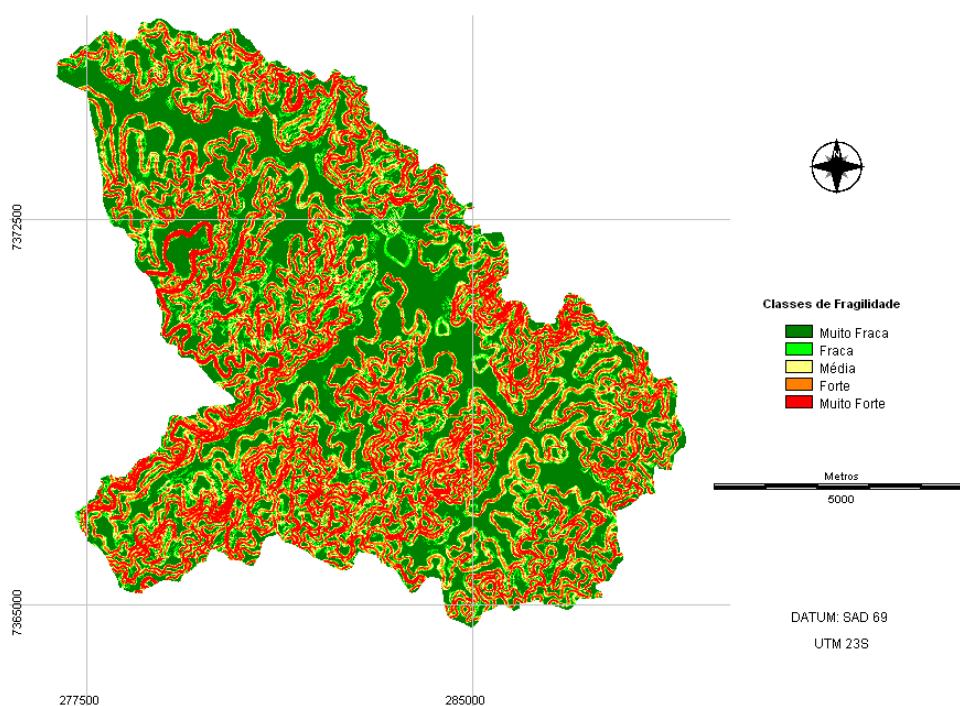 N
7372500
Classes de Fragilidade
Muito Fraca
Fraca
Média
Forte
Muito Forte
Metros
5000
7365000
DATUM: SAD 69
UTM 23S
277500
285000